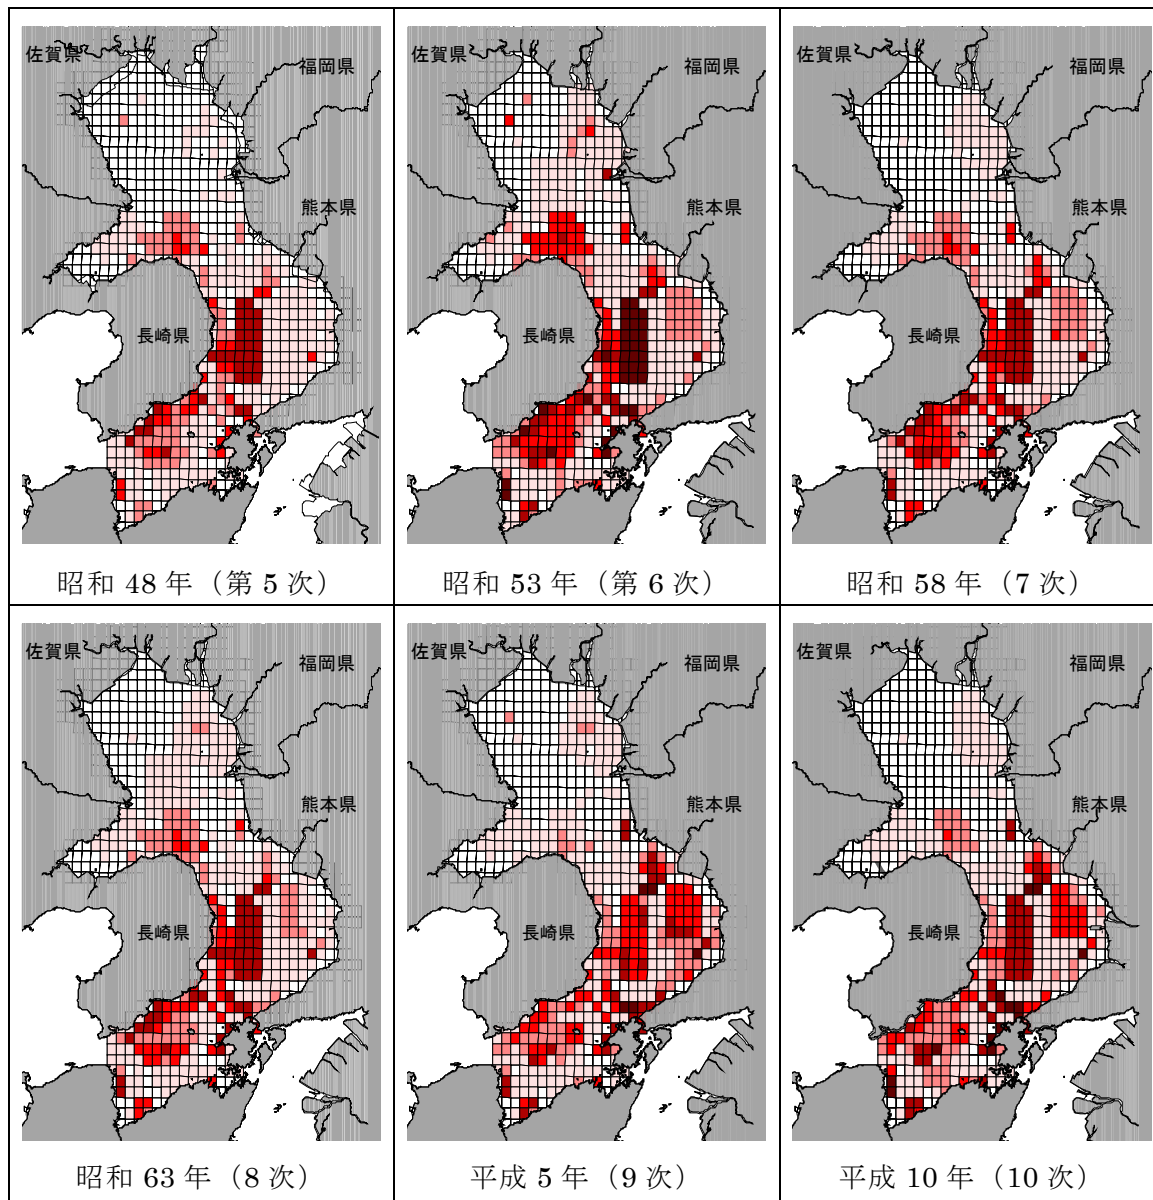 佐賀県
福岡県
熊本県
長崎県
昭和 48 年（第 5 次）
佐賀県
福岡県
熊本県
長崎県
昭和 53 年（第 6 次）
佐賀県
福岡県
熊本県
長崎県
昭和 58 年（7 次）
佐賀県
福岡県
熊本県
長崎県
昭和 63 年（8 次）
佐賀県
福岡県
熊本県
長崎県
平成 5 年（9 次）
佐賀県
福岡県
熊本県
長崎県
平成 10 年（10 次）